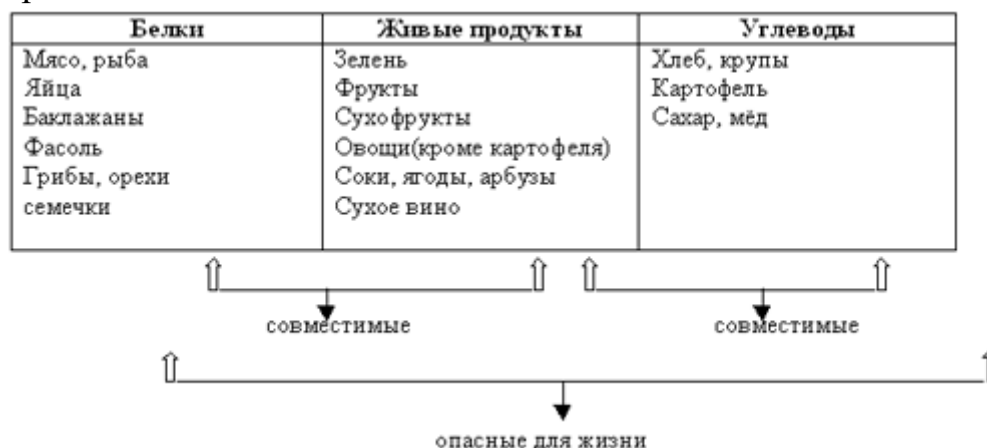 Белки Живые продукты Углеводы
Мясо, рыба Зелень Хлеб, крупы
Яйца Фрукты Картофель
Баклажаны Сухофрукты Сахар, мёд
Фасоль Овощи(кроме картофеля)
Грибы, орехи Соки, ягоды, арбузы
семечки Сухое вино
совместимые совместимые
опасные для жизни